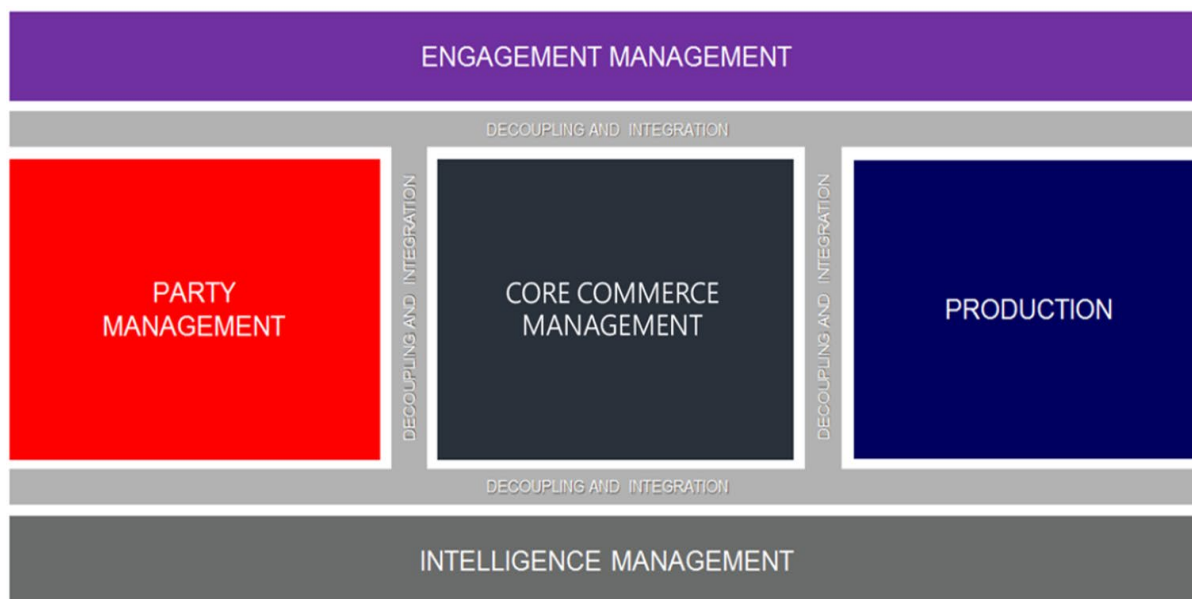 ENGAGEMENT MANAGEMENT
DECOUPLING AND INTEGRATION
PARTY
MANAGEMENT
DECOUPLING AND INTEGRATION
CORE COMMERCE
MANAGEMENT
DECOUPLING AND INTEGRATION
PRODUCTION
DECOUPLING AND INTEGRATION
INTELLIGENCE MANAGEMENT